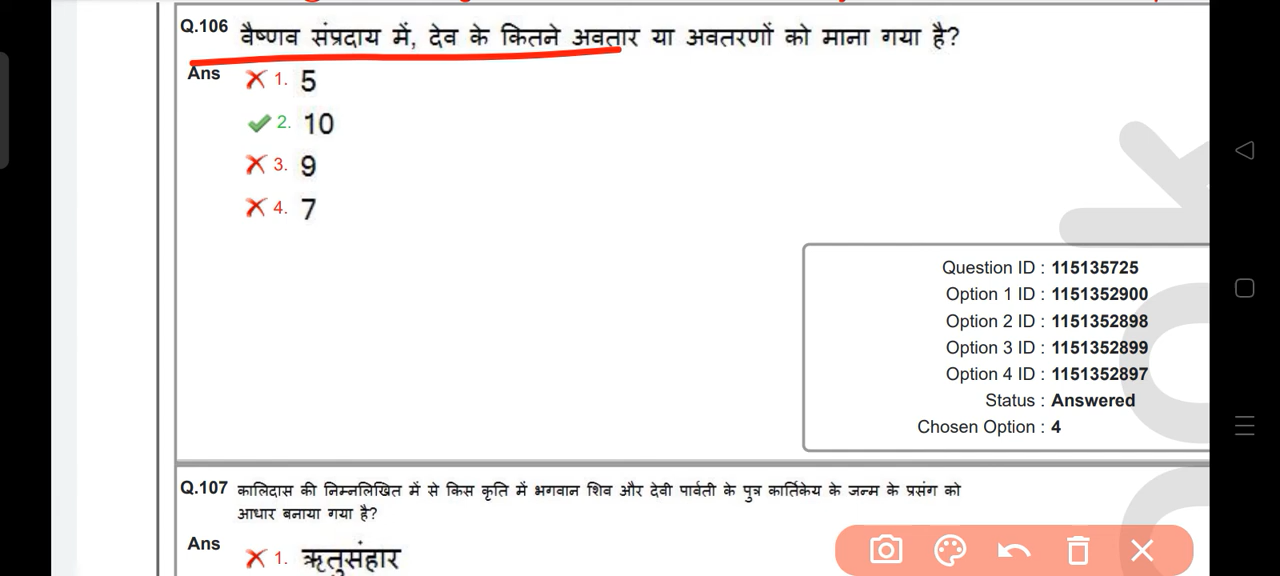 Q.106 वैष्णव संप्रदाय में, देव के कितने अवतार या अवतरणों को माना गया है?
Ans 1. 5
2. 10
3. 9
4. 7
Question ID : 115135725
Option 1 ID : 1151352900
Option 2 ID : 1151352898
Option 3 ID : 1151352899
Option 4 ID : 1151352897
Status : Answered
Chosen Option : 4
Q.107 कालिदास की निम्नलिखित में से किस कृति में भगवान शिव और देवी पार्वती के पुत्र कार्तिकेय के जन्म के प्रसंग को
आधार बनाया गया है?
Ans 1. ऋतुसंहार